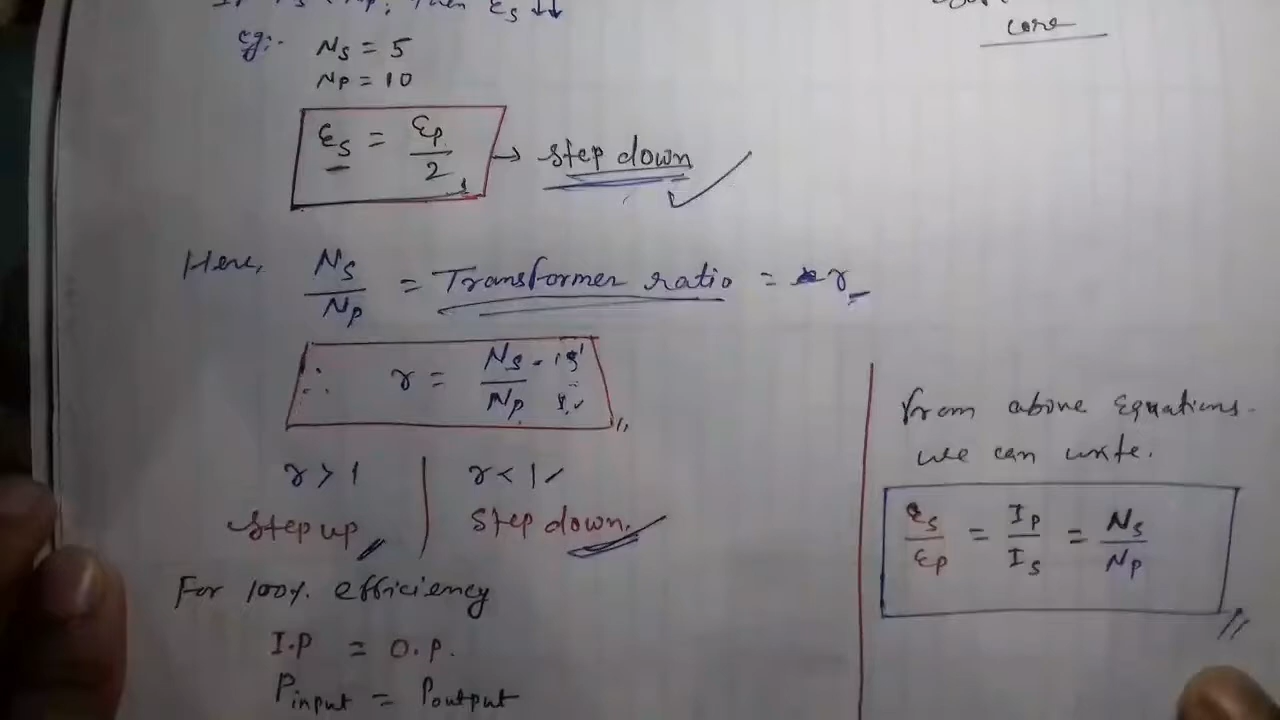 then εs ↓↓
eg:- Ns = 5
Np = 10
εs = εp/2 → step down ✓
core
Here, Ns/Np = Transformer ratio = r
∴ r = Ns/Np
r > 1 | r < 1
step up | step down
For 100% efficiency
I.P = O.P.
Pinput = Poutput
from above Equations
we can write.
εs/εp = Ip/Is = Ns/Np